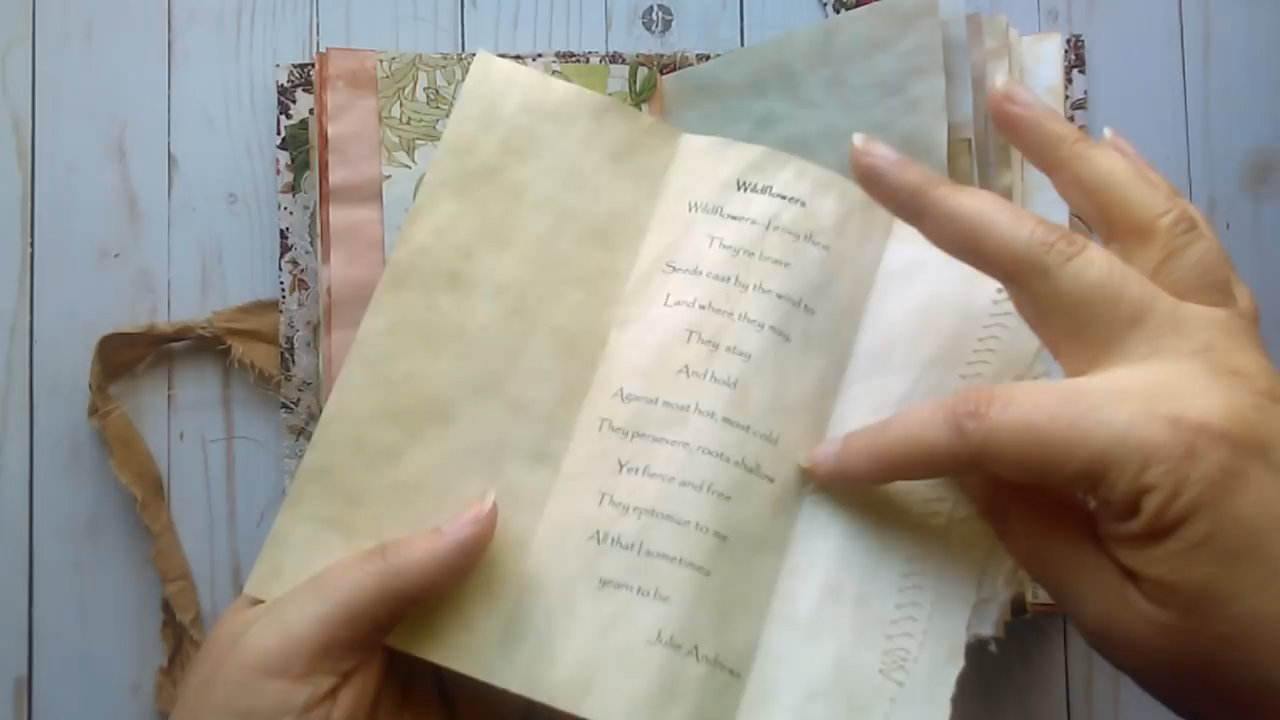 Wildflowers
Wildflowers--I envy them
They're brave
Seeds cast by the wind to
Land where, they may,
They stay
And hold
Against most hot, most cold
They persevere, roots shallow
Yet fierce and free
They epitomize to me
All that I sometimes
yearn to be
Julie Andrews